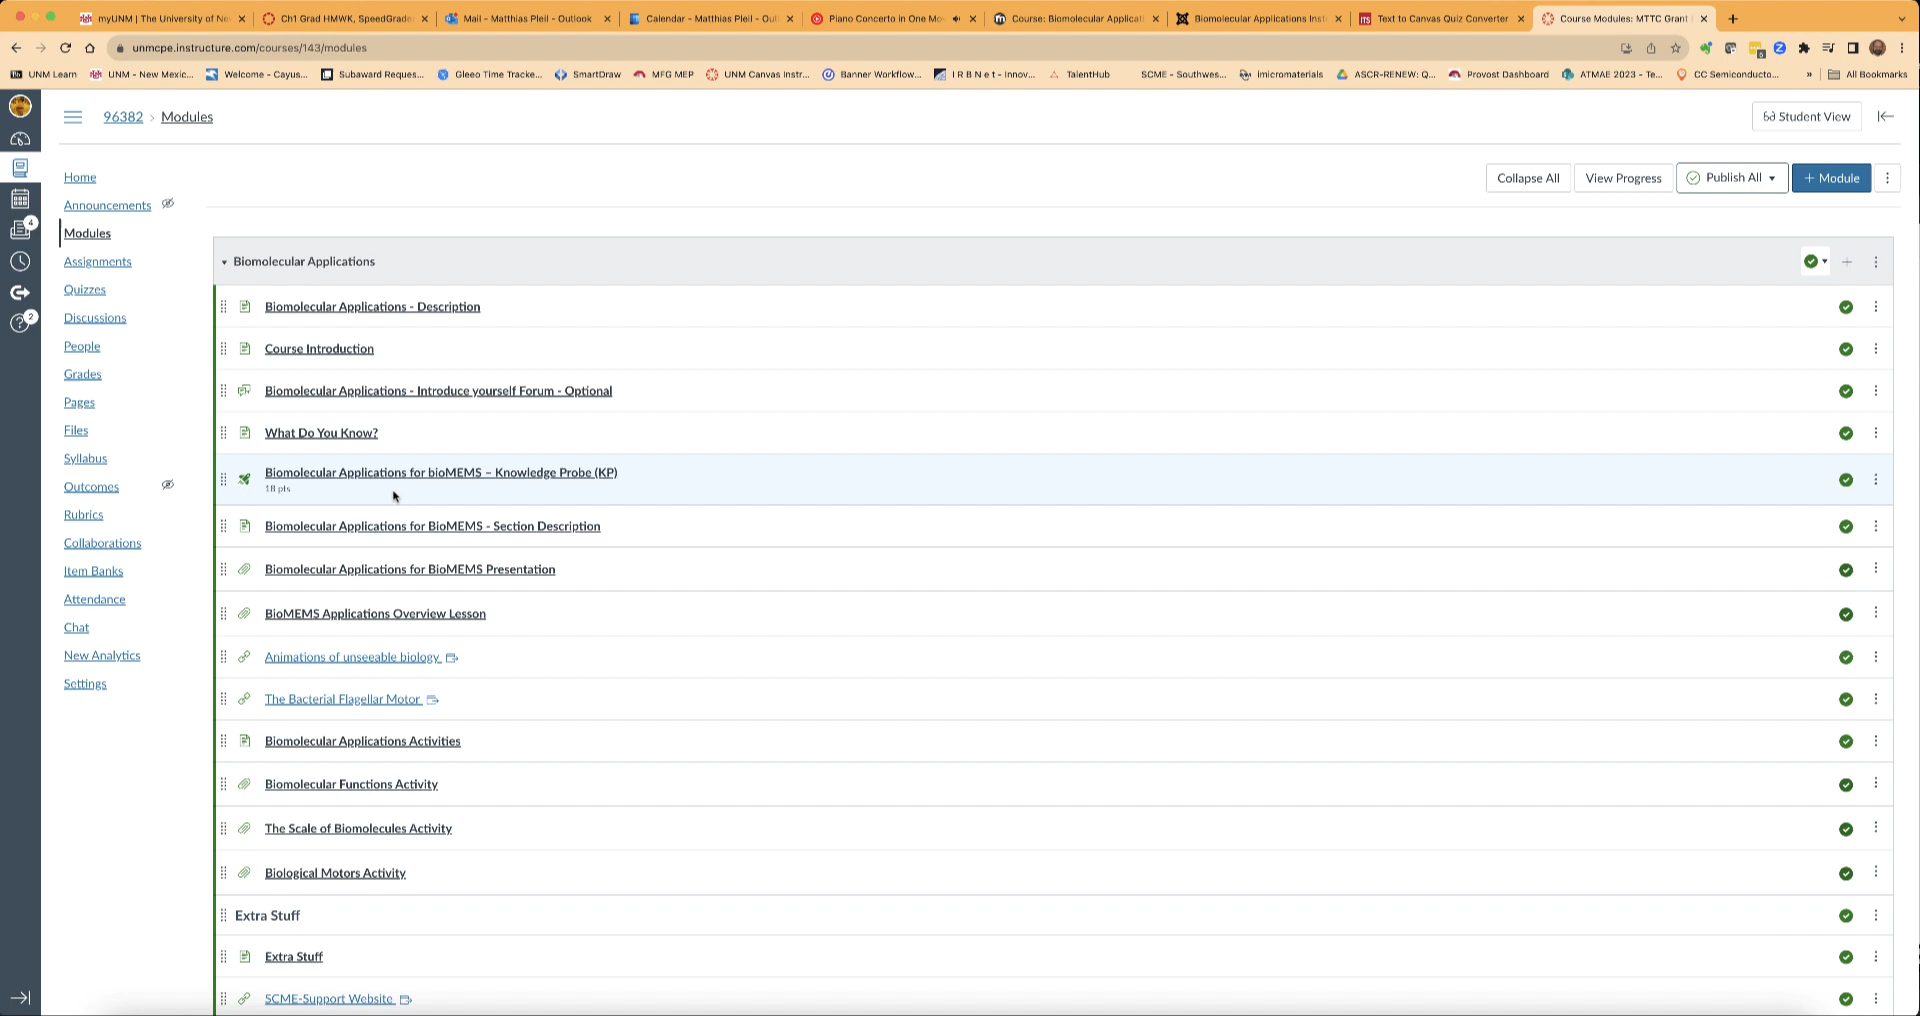 myUNM | The University of Ne
Ch1 Grad HMWK, SpeedGrade
Mail - Matthias Pleil - Outlook
Calendar - Matthias Pleil - Out
Piano Concerto in One Mo
Course: Biomolecular Applicati
Biomolecular Applications Inst
ITS Text to Canvas Quiz Converter
Course Modules: MTTC Grant
unmcpe.instructure.com/courses/143/modules
UNM Learn
UNM - New Mexic...
Welcome - Cayus...
Subaward Reques...
Gleeo Time Tracke...
SmartDraw
MFG MEP
UNM Canvas Instr...
Banner Workflow...
I R B N e t - Innov...
TalentHub
SCME - Southwes...
imicromaterials
ASCR-RENEW: Q...
Provost Dashboard
ATMAE 2023 - Te...
CC Semiconducto...
»
All Bookmarks
96382 › Modules
Student View
Home
Announcements
Modules
Assignments
Quizzes
Discussions
People
Grades
Pages
Files
Syllabus
Outcomes
Rubrics
Collaborations
Item Banks
Attendance
Chat
New Analytics
Settings
4
2
Collapse All
View Progress
Publish All
+ Module
Biomolecular Applications
Biomolecular Applications - Description
Course Introduction
Biomolecular Applications - Introduce yourself Forum - Optional
What Do You Know?
Biomolecular Applications for bioMEMS – Knowledge Probe (KP)
18 pts
Biomolecular Applications for BioMEMS - Section Description
Biomolecular Applications for BioMEMS Presentation
BioMEMS Applications Overview Lesson
Animations of unseeable biology
The Bacterial Flagellar Motor
Biomolecular Applications Activities
Biomolecular Functions Activity
The Scale of Biomolecules Activity
Biological Motors Activity
Extra Stuff
Extra Stuff
SCME-Support Website